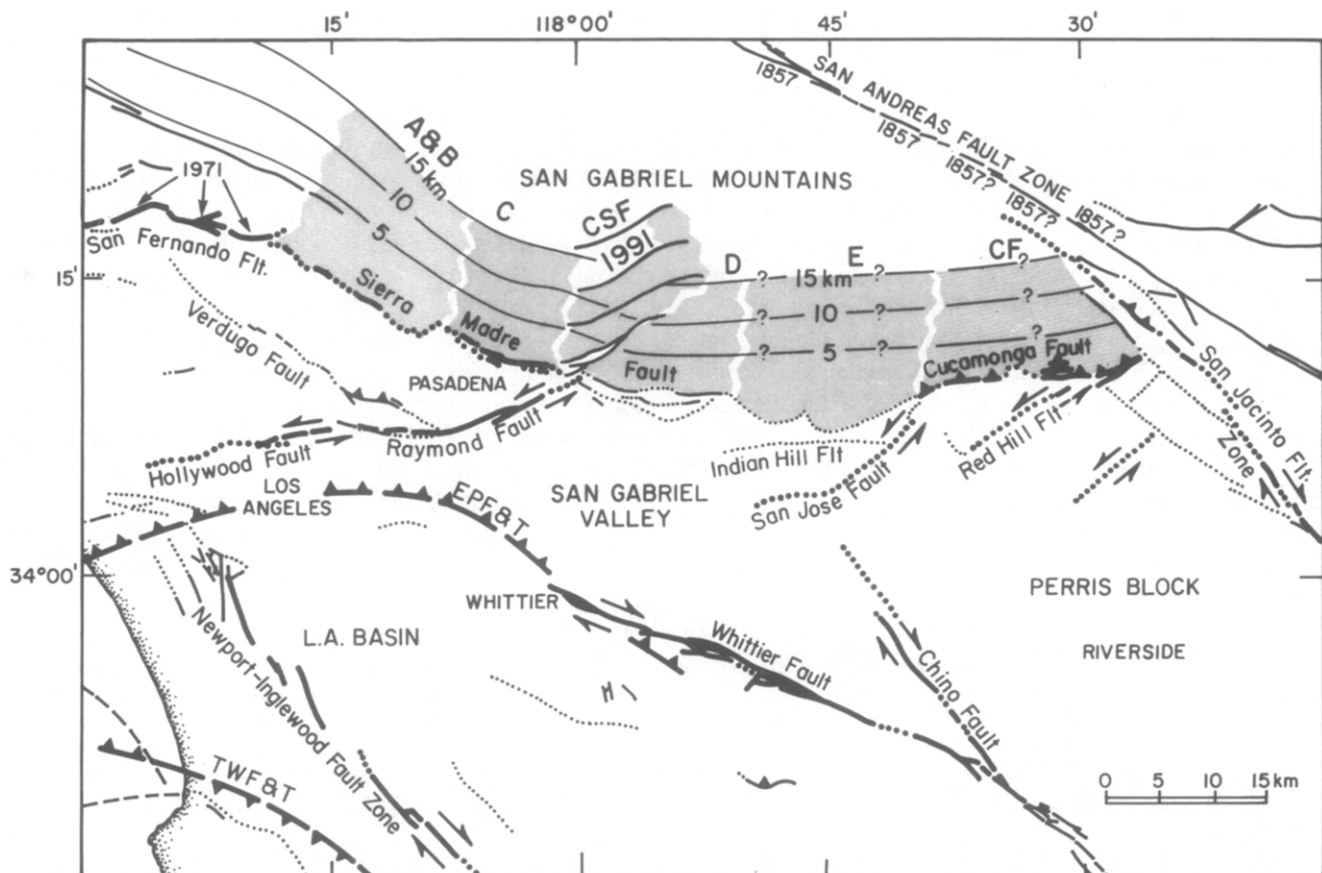 15'
118°00'
45'
30'
1857
SAN ANDREAS FAULT ZONE
1857
1857?
1857?
1857?
A&B
15 km
10
5
1971
SAN GABRIEL MOUNTAINS
C
CSF
1991
D
E
CF
?
15 km
?
?
?
10
?
?
?
5
?
?
San Fernando Flt.
15'
Sierra
Madre
Fault
Verdugo Fault
PASADENA
Cucamonga Fault
San Jacinto Flt.
Zone
Raymond Fault
Hollywood Fault
Indian Hill Flt
Red Hill Flt
San Jose Fault
LOS
ANGELES
EPF&T
SAN GABRIEL
VALLEY
34°00'
WHITTIER
PERRIS BLOCK
L.A. BASIN
Newport-Inglewood Fault Zone
Whittier Fault
RIVERSIDE
Chino Fault
TWF&T
0 5 10 15 km